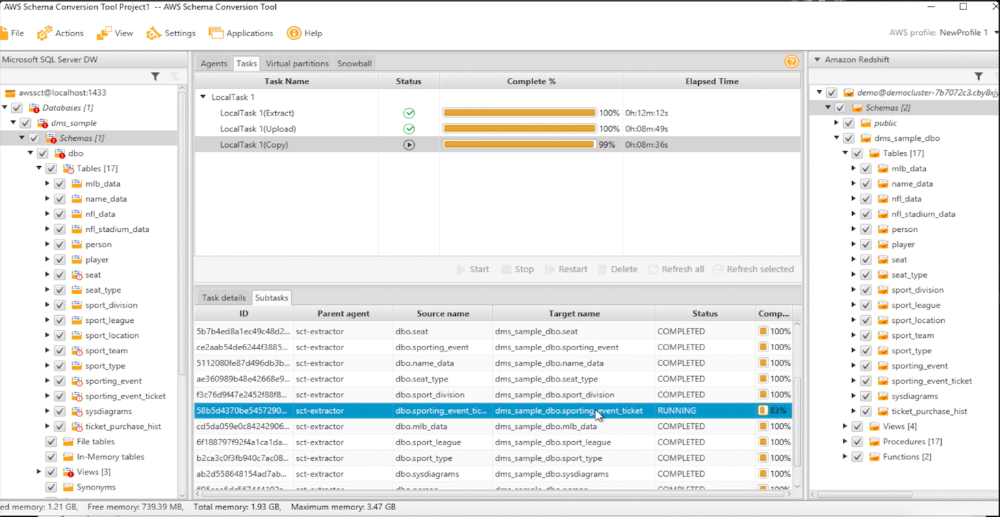 AWS Schema Conversion Tool Project1 -- AWS Schema Conversion Tool
File Actions View Settings Applications Help AWS profile: NewProfile 1
Microsoft SQL Server DW
awssct@localhost:1433
Databases [1]
dms_sample
Schemas [1]
dbo
Tables [17]
mlb_data
name_data
nfl_data
nfl_stadium_data
person
player
seat
seat_type
sport_division
sport_league
sport_location
sport_team
sport_type
sporting_event
sporting_event_ticket
sysdiagrams
ticket_purchase_hist
File tables
In-Memory tables
Views [3]
Synonyms
Agents Tasks Virtual partitions Snowball
Task Name Status Complete % Elapsed Time
LocalTask 1
LocalTask 1(Extract) 100% 0h:12m:12s
LocalTask 1(Upload) 100% 0h:08m:49s
LocalTask 1(Copy) 99% 0h:08m:36s
Start Stop Restart Delete Refresh all Refresh selected
Task details Subtasks
ID Parent agent Source name Target name Status Comp...
5b7b4ed8a1ec49c48d2... sct-extractor dbo.seat dms_sample_dbo.seat COMPLETED 100%
ce2aab54de6244f3885... sct-extractor dbo.sporting_event dms_sample_dbo.sporting_event COMPLETED 100%
5112080fe87d496db3b... sct-extractor dbo.name_data dms_sample_dbo.name_data COMPLETED 100%
ae360989b48e42668e9... sct-extractor dbo.seat_type dms_sample_dbo.seat_type COMPLETED 100%
f3c76d9f47e2452f88f8... sct-extractor dbo.sport_division dms_sample_dbo.sport_division COMPLETED 100%
58b5d4370be5457290... sct-extractor dbo.sporting_event_tic... dms_sample_dbo.sporting_event_ticket RUNNING 83%
cd5da059e0c84242906... sct-extractor dbo.mlb_data dms_sample_dbo.mlb_data COMPLETED 100%
6f188797f92f4a1ca1da... sct-extractor dbo.sport_league dms_sample_dbo.sport_league COMPLETED 100%
b2ca3c0f3fb940c7ac08... sct-extractor dbo.sport_type dms_sample_dbo.sport_type COMPLETED 100%
ab2d558648154ad7ab... sct-extractor dbo.sysdiagrams dms_sample_dbo.sysdiagrams COMPLETED 100%
sct-extractor dbo.person dms_sample_dbo.person COMPLETED 100%
Amazon Redshift
demo@democluster-7b7072c3.cby8xjy
Schemas [2]
public
dms_sample_dbo
Tables [17]
mlb_data
name_data
nfl_data
nfl_stadium_data
person
player
seat
seat_type
sport_division
sport_league
sport_location
sport_team
sport_type
sporting_event
sporting_event_ticket
sysdiagrams
ticket_purchase_hist
Views [4]
Procedures [17]
Functions [2]
ed memory: 1.21 GB, Free memory: 739.39 MB, Total memory: 1.93 GB, Maximum memory: 3.47 GB